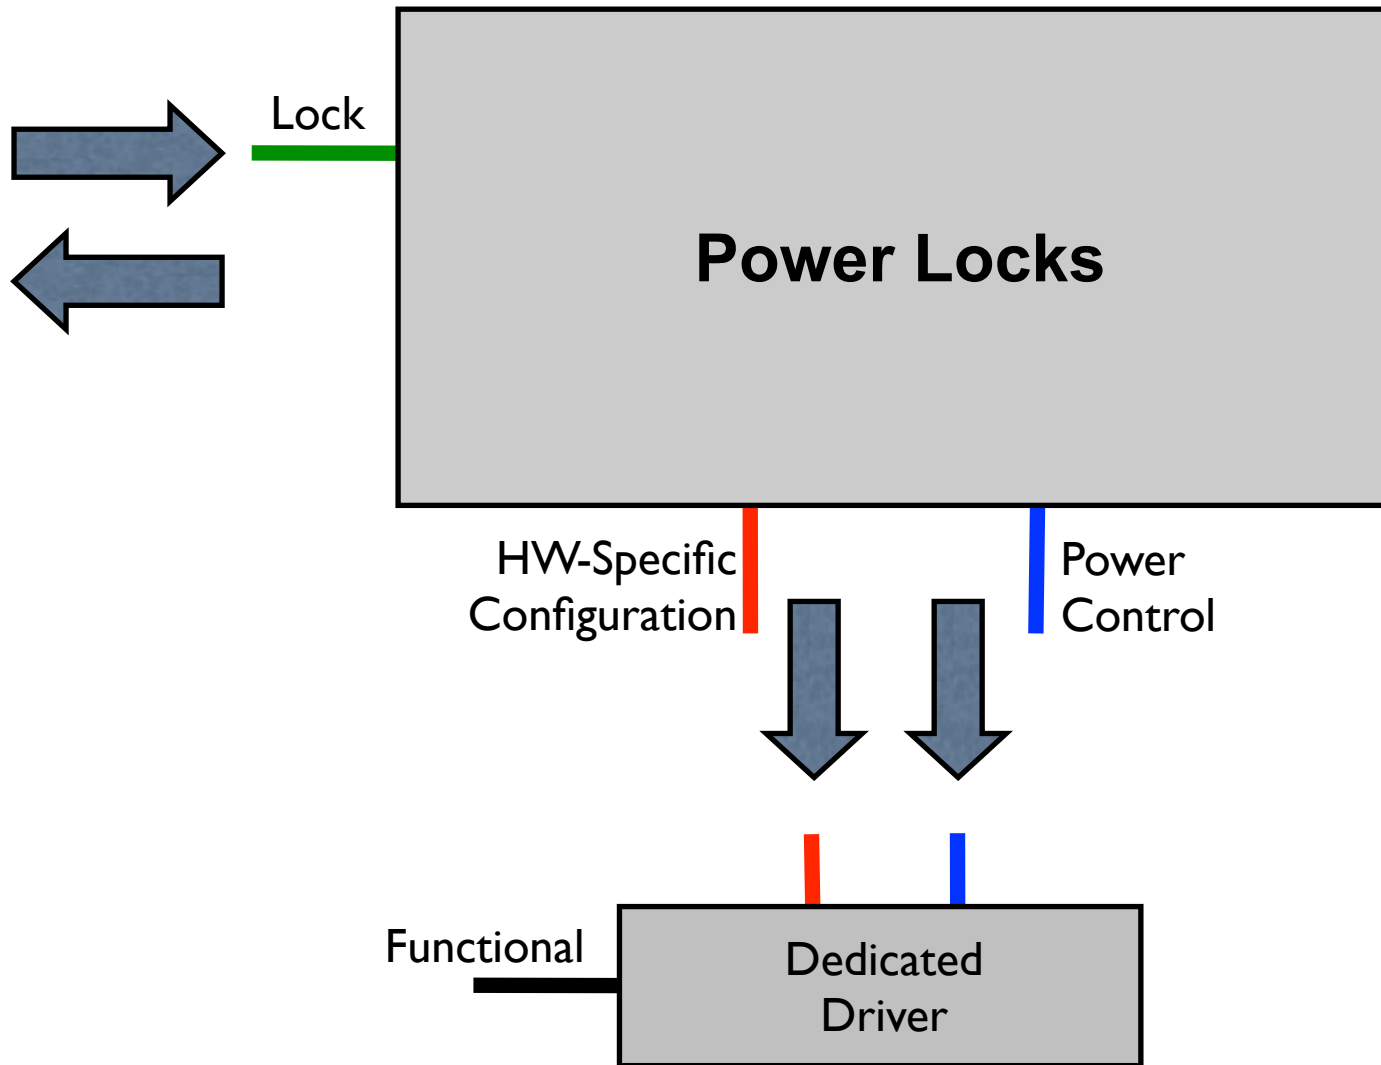 Lock
Power Locks
HW-Specific
Configuration
Power
Control
Functional
Dedicated
Driver